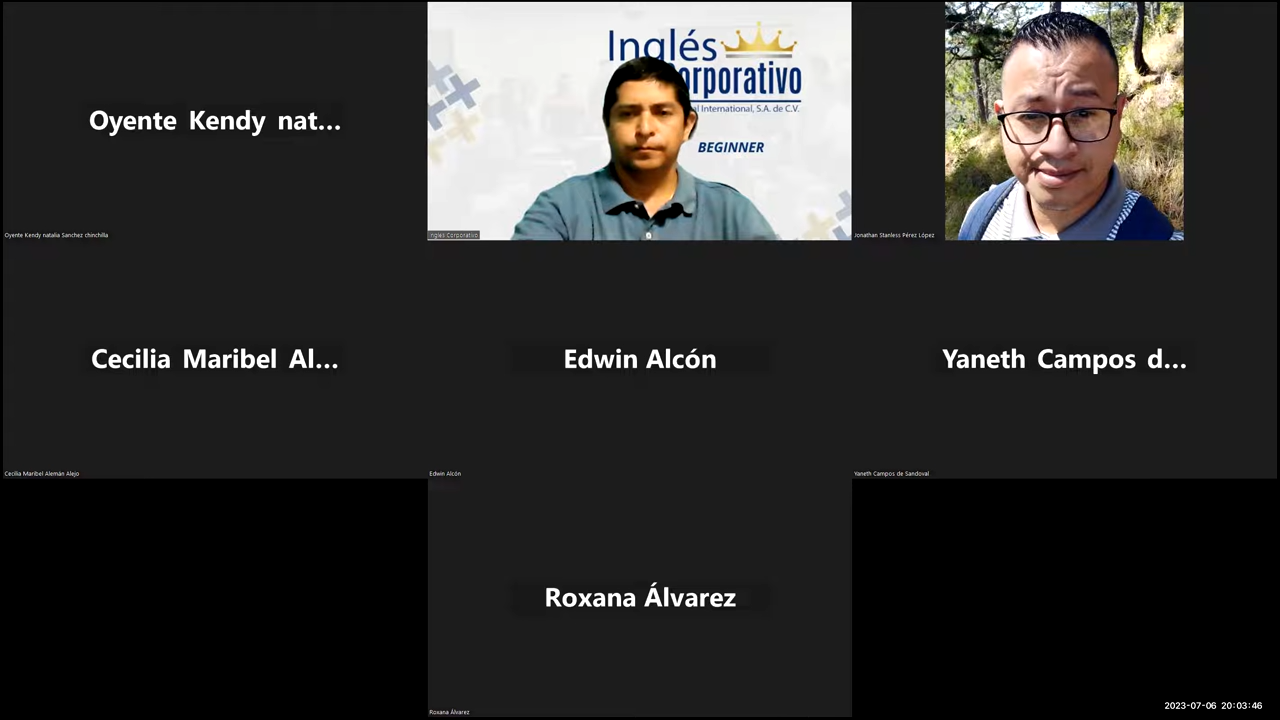 Oyente Kendy nat...
Oyente Kendy natalia Sanchez chinchilla
Inglés
orporativo
al International, S.A. de C.V.
BEGINNER
Inglés Corporativo
Jonathan Stanless Pérez López
Cecilia Maribel Al...
Cecilia Maribel Alemán Alejo
Edwin Alcón
Edwin Alcón
Yaneth Campos d...
Yaneth Campos de Sandoval
Roxana Álvarez
Roxana Álvarez
2023-07-06 20:03:46